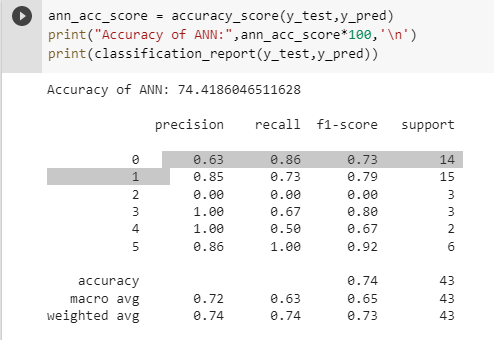 ann_acc_score = accuracy_score(y_test,y_pred)
print("Accuracy of ANN:",ann_acc_score*100,'\n')
print(classification_report(y_test,y_pred))
Accuracy of ANN: 74.4186046511628
precision recall f1-score support
0 0.63 0.86 0.73 14
1 0.85 0.73 0.79 15
2 0.00 0.00 0.00 3
3 1.00 0.67 0.80 3
4 1.00 0.50 0.67 2
5 0.86 1.00 0.92 6
accuracy 0.74 43
macro avg 0.72 0.63 0.65 43
weighted avg 0.74 0.74 0.73 43